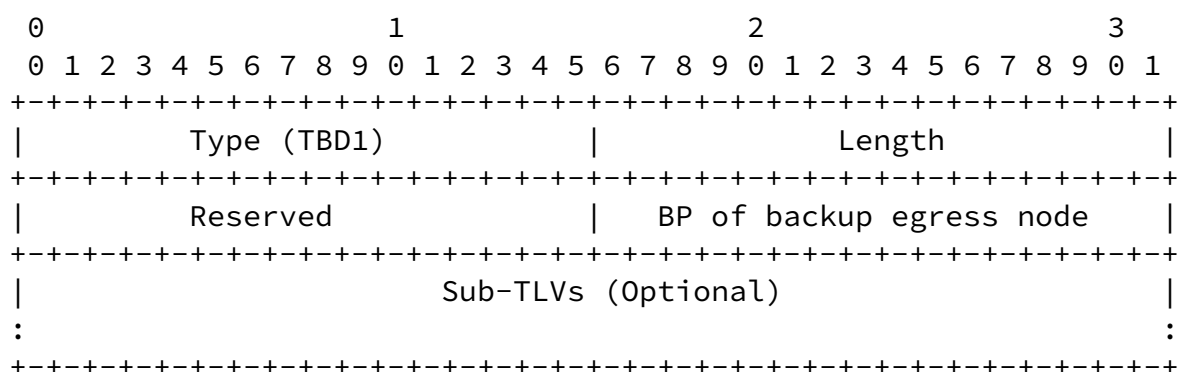 0                   1                   2                   3
 0 1 2 3 4 5 6 7 8 9 0 1 2 3 4 5 6 7 8 9 0 1 2 3 4 5 6 7 8 9 0 1
+-+-+-+-+-+-+-+-+-+-+-+-+-+-+-+-+-+-+-+-+-+-+-+-+-+-+-+-+-+-+-+-+
|         Type (TBD1)           |             Length            |
+-+-+-+-+-+-+-+-+-+-+-+-+-+-+-+-+-+-+-+-+-+-+-+-+-+-+-+-+-+-+-+-+
|         Reserved              |   BP of backup egress node    |
+-+-+-+-+-+-+-+-+-+-+-+-+-+-+-+-+-+-+-+-+-+-+-+-+-+-+-+-+-+-+-+-+
|                       Sub-TLVs (Optional)                     |
:                                                               :
+-+-+-+-+-+-+-+-+-+-+-+-+-+-+-+-+-+-+-+-+-+-+-+-+-+-+-+-+-+-+-+-+